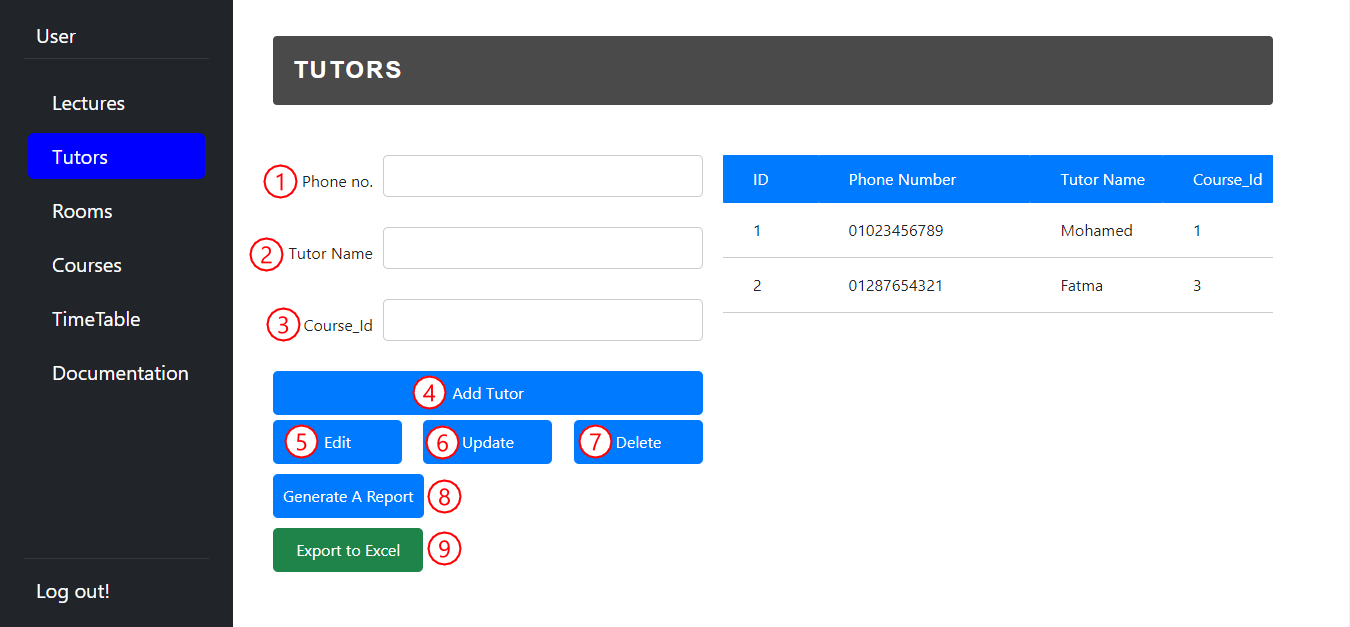 User
Lectures
Tutors
Rooms
Courses
TimeTable
Documentation
Log out!
TUTORS
1 Phone no.
2 Tutor Name
3 Course_Id
4 Add Tutor
5 Edit 6 Update 7 Delete
Generate A Report 8
Export to Excel 9
ID Phone Number Tutor Name Course_Id
1 01023456789 Mohamed 1
2 01287654321 Fatma 3